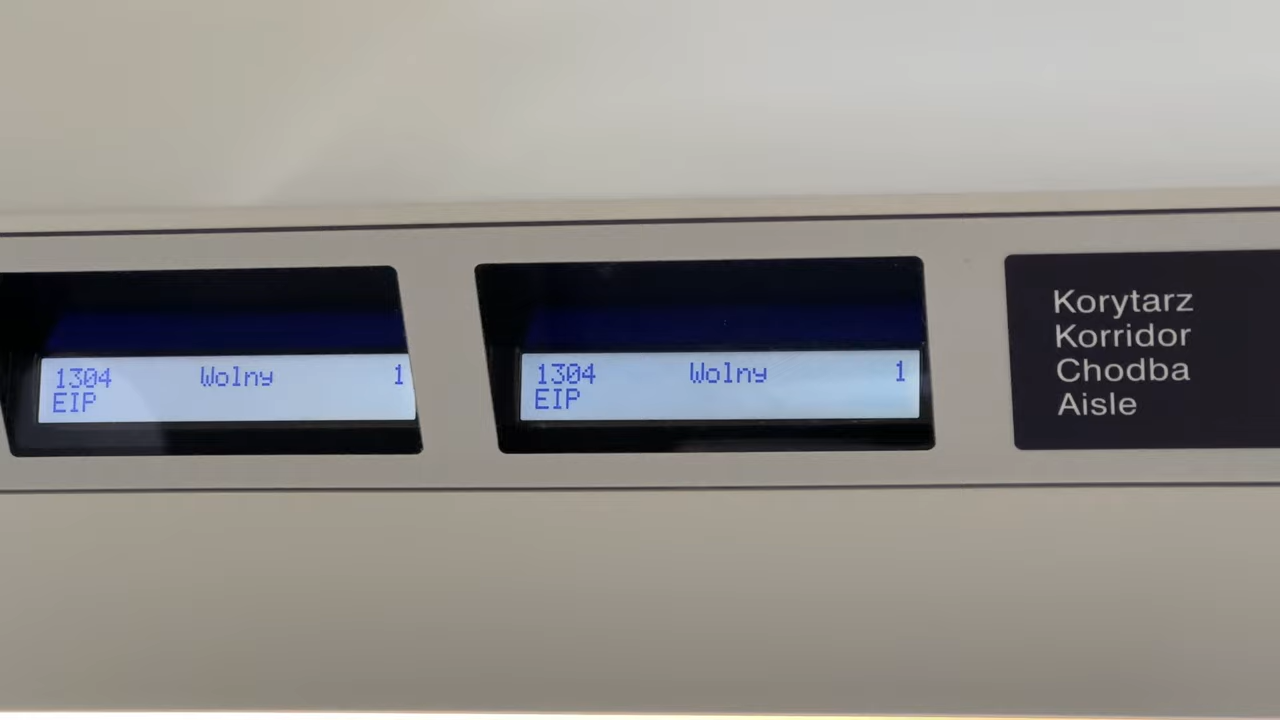 1304 Wolny 1
EIP
1304 Wolny 1
EIP
Korytarz
Korridor
Chodba
Aisle